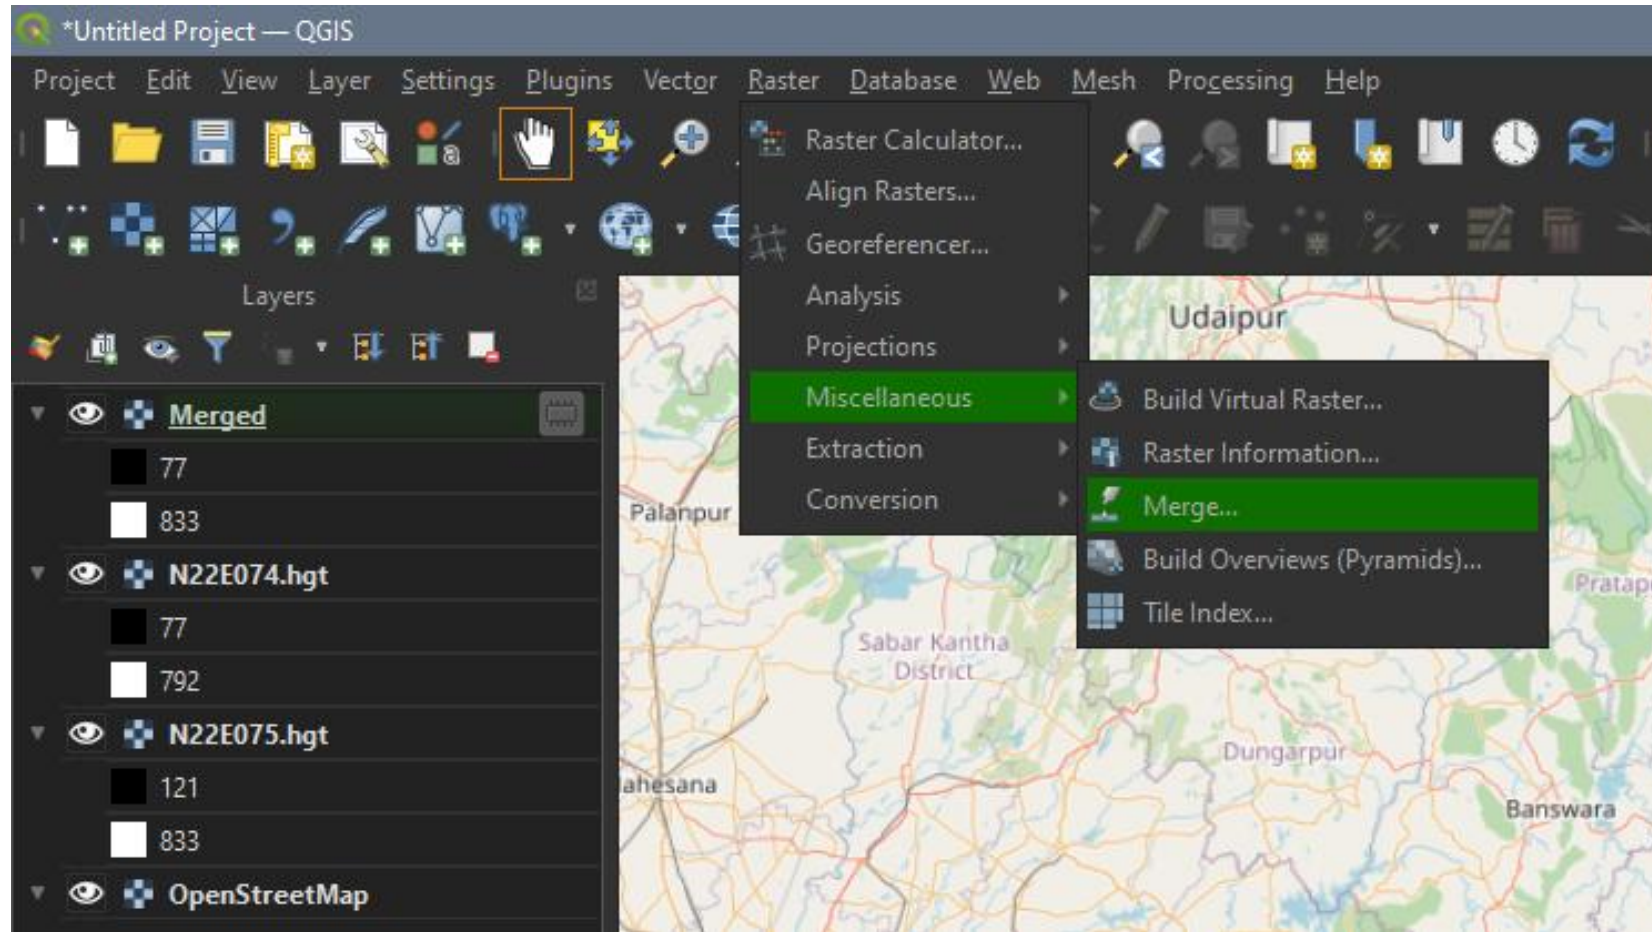 *Untitled Project — QGIS
Project Edit View Layer Settings Plugins Vector Raster Database Web Mesh Processing Help
Raster Calculator...
Align Rasters...
Georeferencer...
Analysis
Projections
Miscellaneous
Extraction
Conversion
Build Virtual Raster...
Raster Information...
Merge...
Build Overviews (Pyramids)...
Tile Index...
Layers
Merged
77
833
N22E074.hgt
77
792
N22E075.hgt
121
833
OpenStreetMap
Udaipur
Palanpur
Pratap
Sabar Kantha
District
Dungarpur
ahesana
Banswara